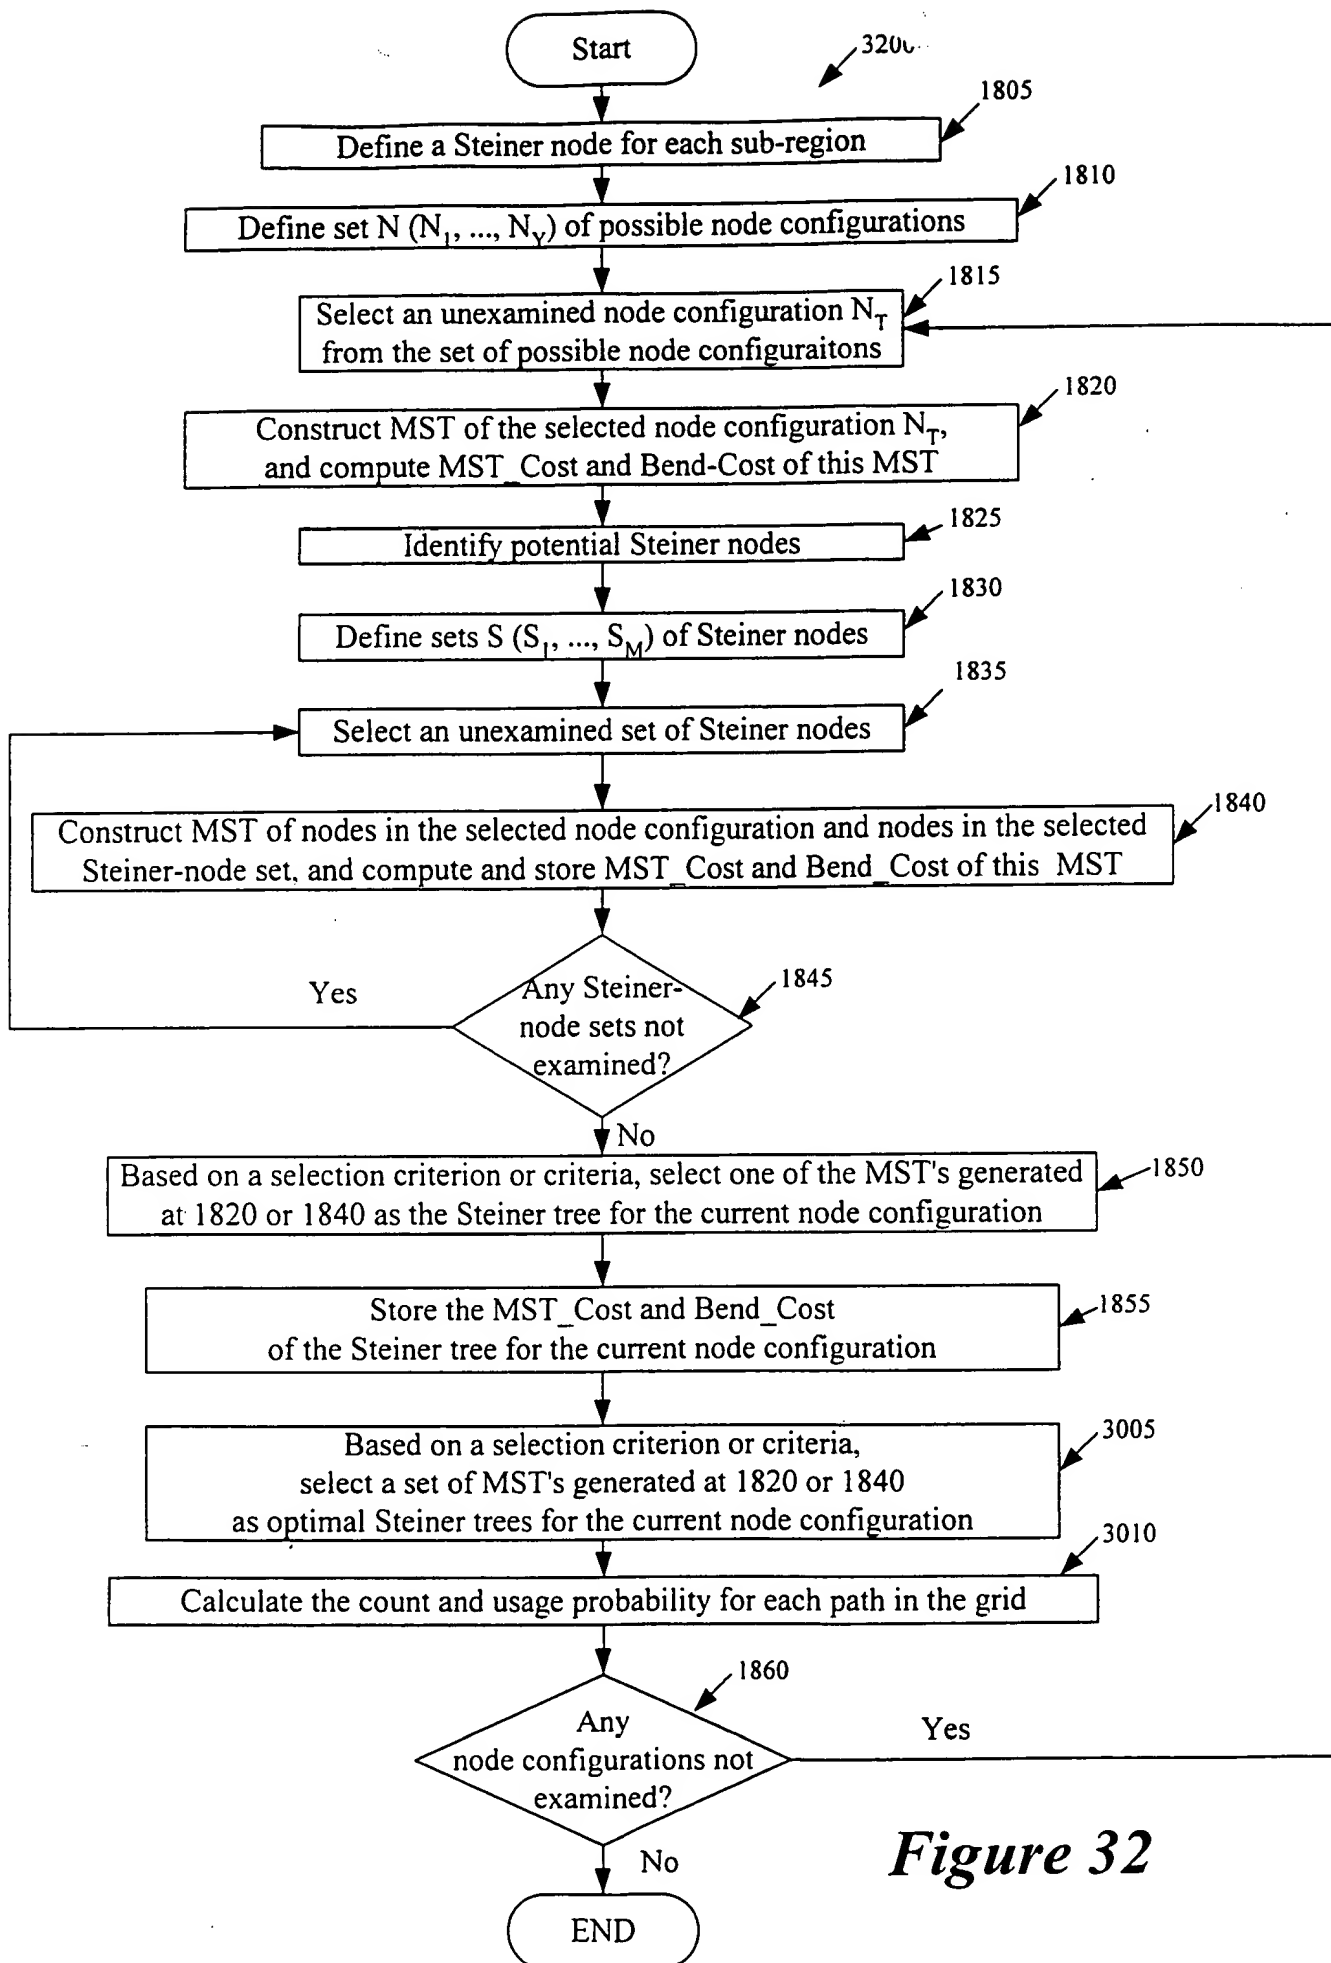 Start
1805
Define a Steiner node for each sub-region
1810
Define set N (N1, ..., NY) of possible node configurations
1815
Select an unexamined node configuration NT
from the set of possible node configuraitons
1820
Construct MST of the selected node configuration NT,
and compute MST_Cost and Bend-Cost of this MST
1825
Identify potential Steiner nodes
1830
Define sets S (S1, ..., SM) of Steiner nodes
1835
Select an unexamined set of Steiner nodes
1840
Construct MST of nodes in the selected node configuration and nodes in the selected
Steiner-node set, and compute and store MST_Cost and Bend_Cost of this MST
1845
Yes
Any Steiner-
node sets not
examined?
No
1850
Based on a selection criterion or criteria, select one of the MST's generated
at 1820 or 1840 as the Steiner tree for the current node configuration
1855
Store the MST_Cost and Bend_Cost
of the Steiner tree for the current node configuration
3005
Based on a selection criterion or criteria,
select a set of MST's generated at 1820 or 1840
as optimal Steiner trees for the current node configuration
3010
Calculate the count and usage probability for each path in the grid
1860
Any
node configurations not
examined?
Yes
No
END
Figure 32